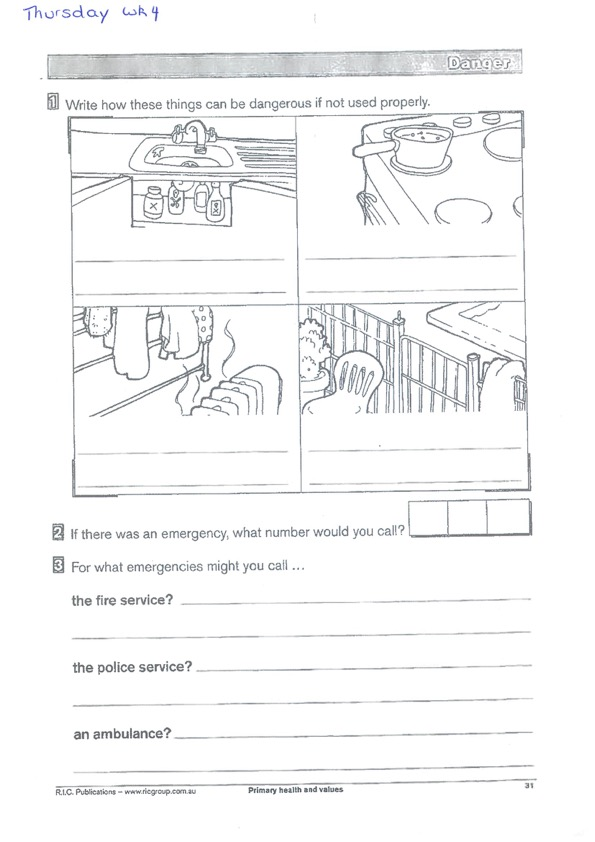 Thursday wk 4
Danger
1 Write how these things can be dangerous if not used properly.
2 If there was an emergency, what number would you call?
3 For what emergencies might you call ...
the fire service?
the police service?
an ambulance?
R.I.C. Publications – www.ricgroup.com.au Primary health and values 31